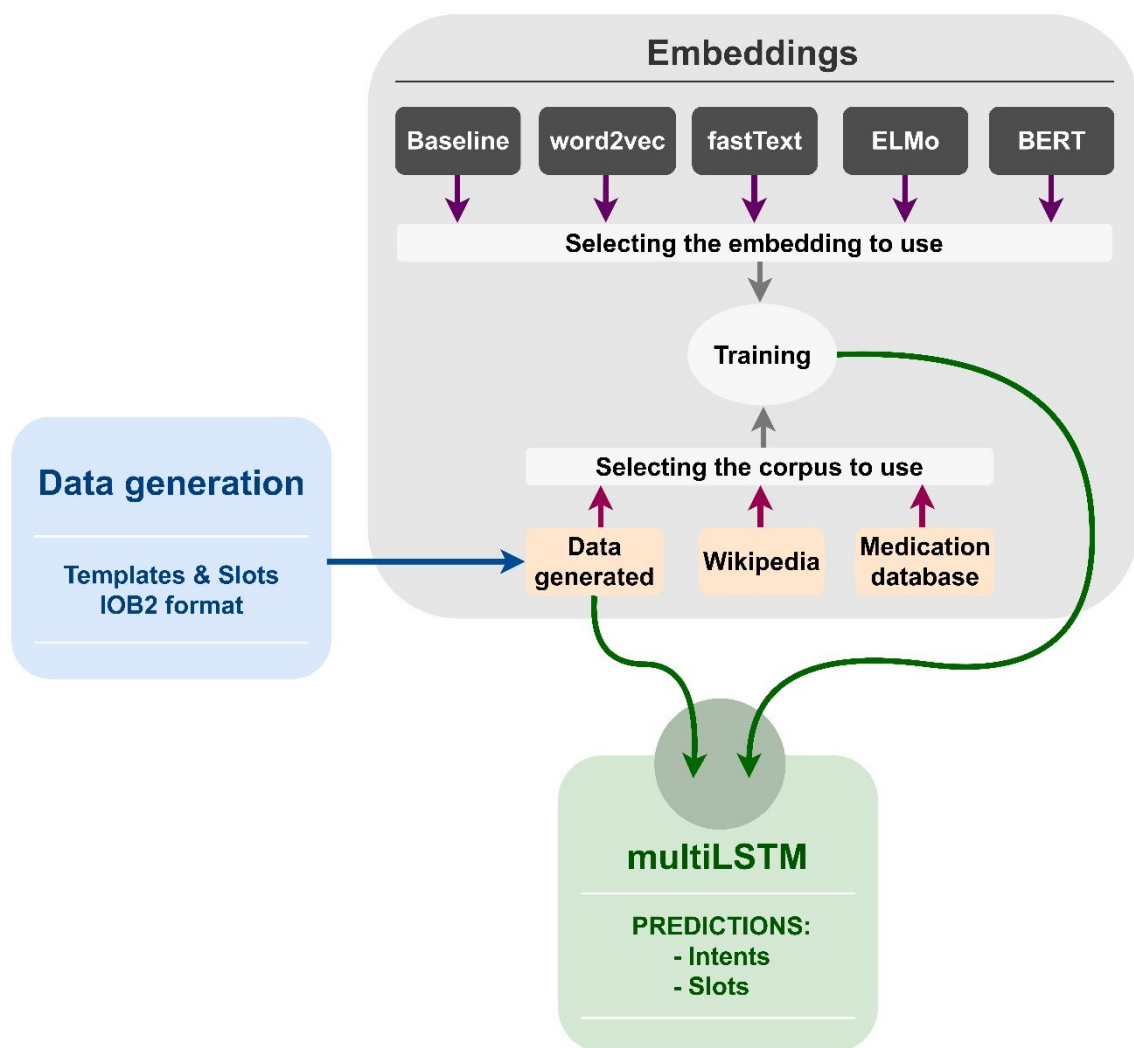 Embeddings
Baseline
word2vec
fastText
ELMo
BERT
Selecting the embedding to use
Training
Selecting the corpus to use
Data
generated
Wikipedia
Medication
database
Data generation
Templates & Slots
IOB2 format
multiLSTM
PREDICTIONS:
- Intents
- Slots